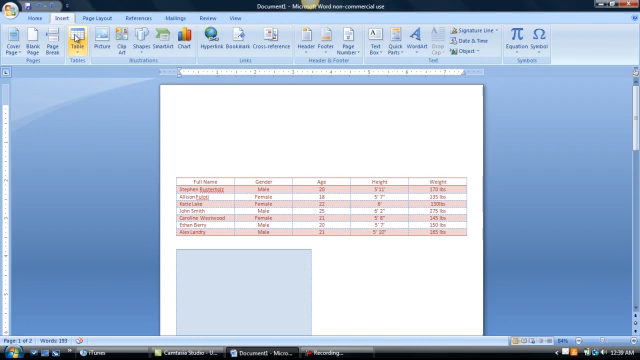 Document1 - Microsoft Word non-commercial use
Home Insert Page Layout References Mailings Review View
Cover Page Blank Page Page Break Table Picture Clip Art Shapes SmartArt Chart Hyperlink Bookmark Cross-reference Header Footer Page Number Text Box Quick Parts WordArt Drop Cap Signature Line Date & Time Object Equation Symbol
Pages Tables Illustrations Links Header & Footer Text Symbols
Full Name Gender Age Height Weight
Stephen Male 20 5'11" 170 lbs
Allison Female 18 5' 7" 135 lbs
Katie Lake Female 22 6' 130lbs
John Smith Male 25 6' 2" 275 lbs
Caroline Westwood Female 21 5' 8" 145 lbs
Ethan Berry Male 20 5' 7" 150 lbs
Alex Landry Male 21 5' 10" 165 lbs
Page: 1 of 2 Words: 193 84%
iTunes Camtasia Studio - U... Document1 - Micro... Recording... 12:39 AM